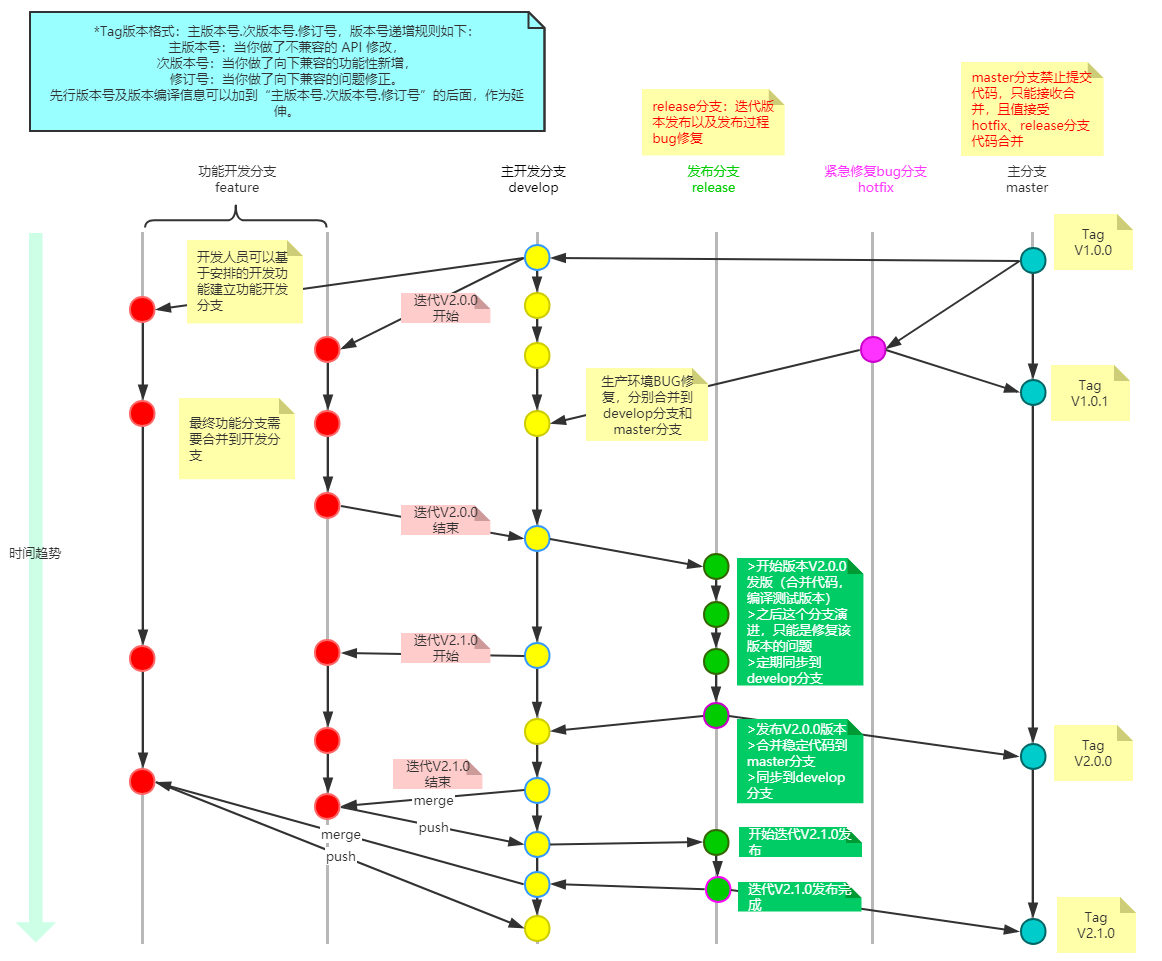 *Tag版本格式：主版本号.次版本号.修订号，版本号递增规则如下：
主版本号：当你做了不兼容的 API 修改，
次版本号：当你做了向下兼容的功能性新增，
修订号：当你做了向下兼容的问题修正。
先行版本号及版本编译信息可以加到“主版本号.次版本号.修订号”的后面，作为延
伸。
release分支：迭代版
本发布以及发布过程
bug修复
master分支禁止提交
代码，只能接收合
并，且值接受
hotfix、release分支
代码合并
功能开发分支
feature
主开发分支
develop
发布分支
release
紧急修复bug分支
hotfix
主分支
master
Tag
V1.0.0
开发人员可以基
于安排的开发功
能建立功能开发
分支
迭代V2.0.0
开始
生产环境BUG修
复，分别合并到
develop分支和
master分支
Tag
V1.0.1
最终功能分支需
要合并到开发分
支
迭代V2.0.0
结束
时间趋势
>开始版本V2.0.0
发版（合并代码，
编译测试版本）
>之后这个分支演
进，只能是修复该
版本的问题
>定期同步到
develop分支
迭代V2.1.0
开始
>发布V2.0.0版本
>合并稳定代码到
master分支
>同步到develop
分支
Tag
V2.0.0
迭代V2.1.0
结束
merge
push
merge
push
开始迭代V2.1.0发
布
迭代V2.1.0发布完
成
Tag
V2.1.0